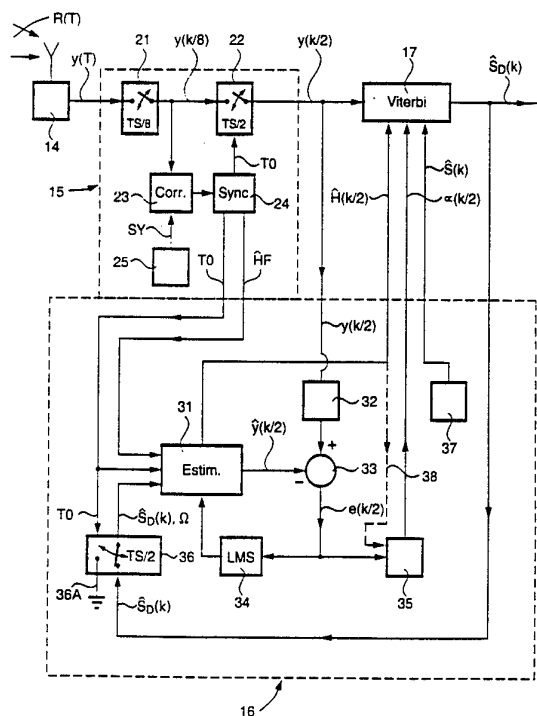 R(T)
y(T)
21
y(k/8)
22
y(k/2)
17
Ŝ_D(k)
TS/8
TS/2
Viterbi
14
T0
Ŝ(k)
15
Corr.
Sync.
Ĥ(k/2)
∝(k/2)
23
24
SY
25
T0
ĤF
y(k/2)
31
32
37
Estim.
ŷ(k/2)
+
−
33
38
T0
Ŝ_D(k), Ω
e(k/2)
TS/2
36
LMS
36A
Ŝ_D(k)
34
35
16